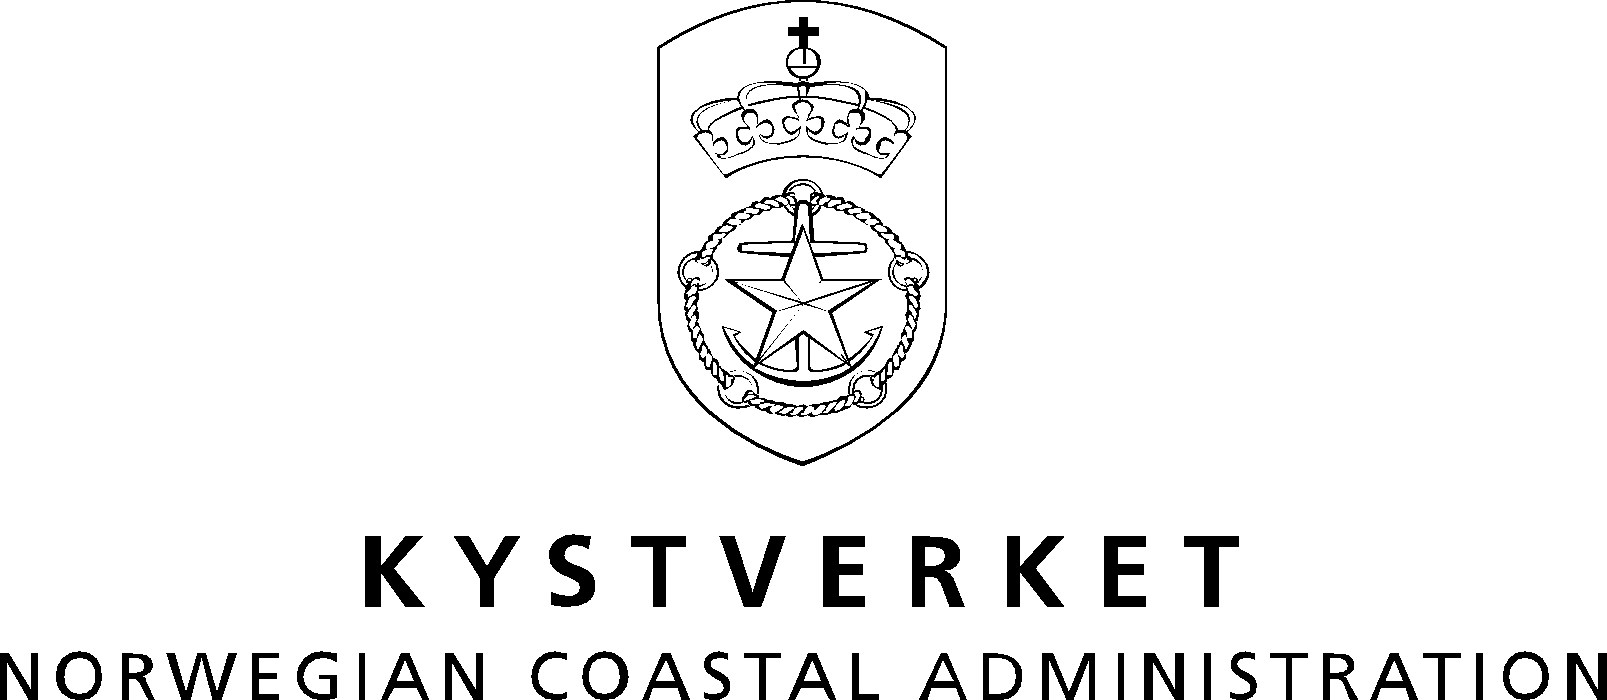 KYSTVERKET
NORWEGIAN COASTAL ADMINISTRATION